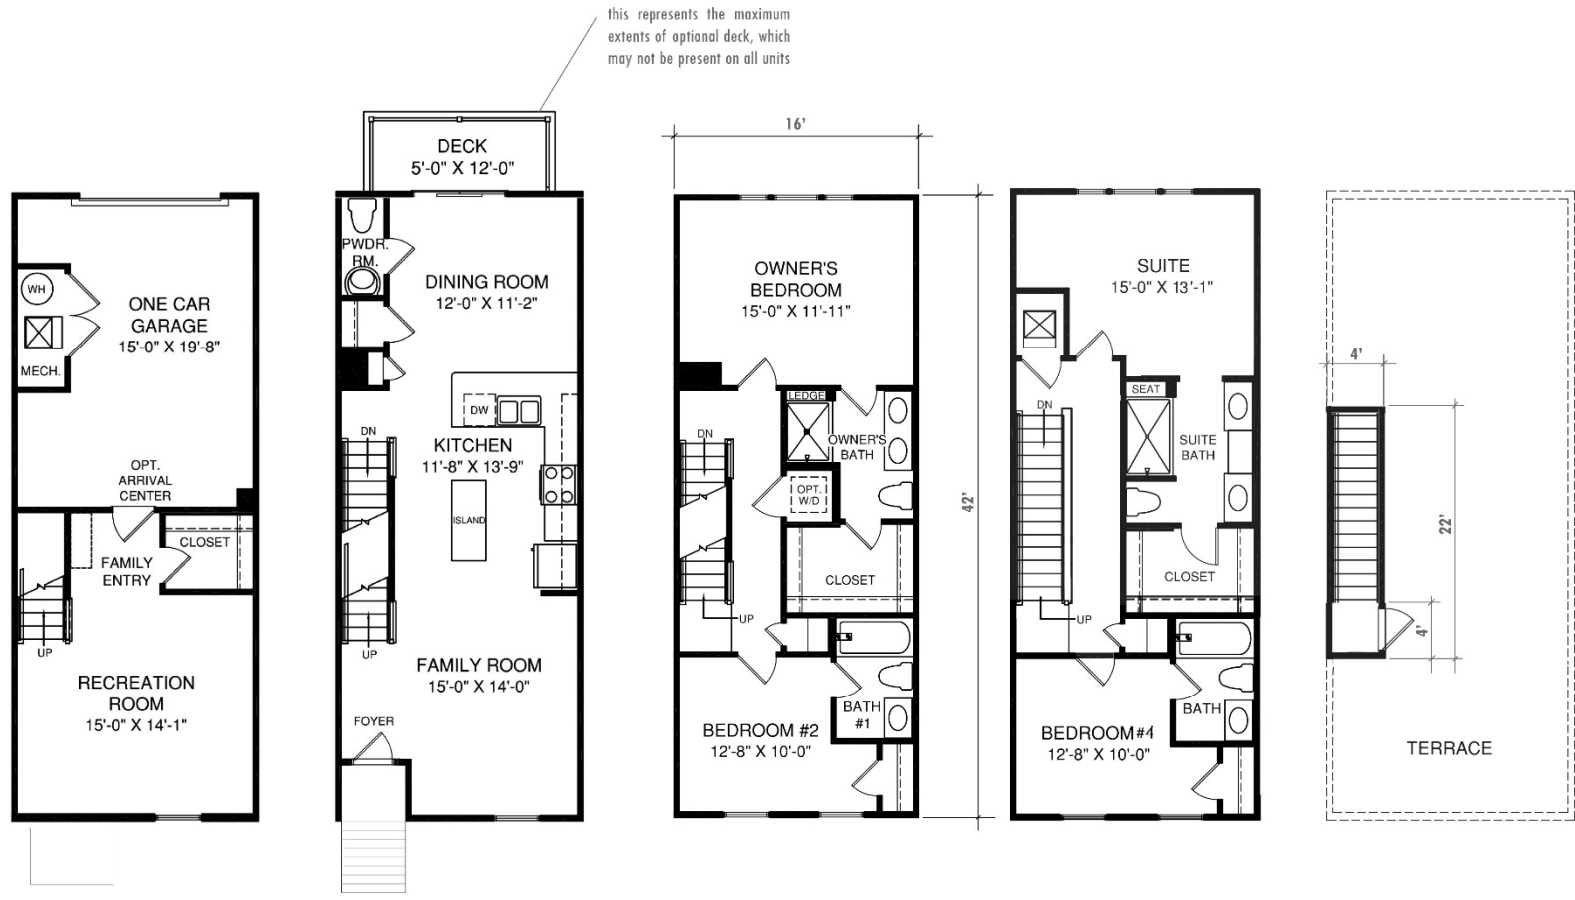 this represents the maximum
extents of optional deck, which
may not be present on all units
WH
MECH.
ONE CAR
GARAGE
15'-0" X 19'-8"
OPT.
ARRIVAL
CENTER
FAMILY
ENTRY
CLOSET
UP
RECREATION
ROOM
15'-0" X 14'-1"
DECK
5'-0" X 12'-0"
PWDR.
RM.
DINING ROOM
12'-0" X 11'-2"
DW
DN
KITCHEN
11'-8" X 13'-9"
ISLAND
UP
FAMILY ROOM
15'-0" X 14'-0"
FOYER
16'
42'
OWNER'S
BEDROOM
15'-0" X 11'-11"
LEDGE
DN
OWNER'S
BATH
OPT.
W/D
CLOSET
UP
BATH
#1
BEDROOM #2
12'-8" X 10'-0"
SUITE
15'-0" X 13'-1"
SEAT
DN
SUITE
BATH
CLOSET
UP
BATH
BEDROOM#4
12'-8" X 10'-0"
4'
22'
4'
TERRACE